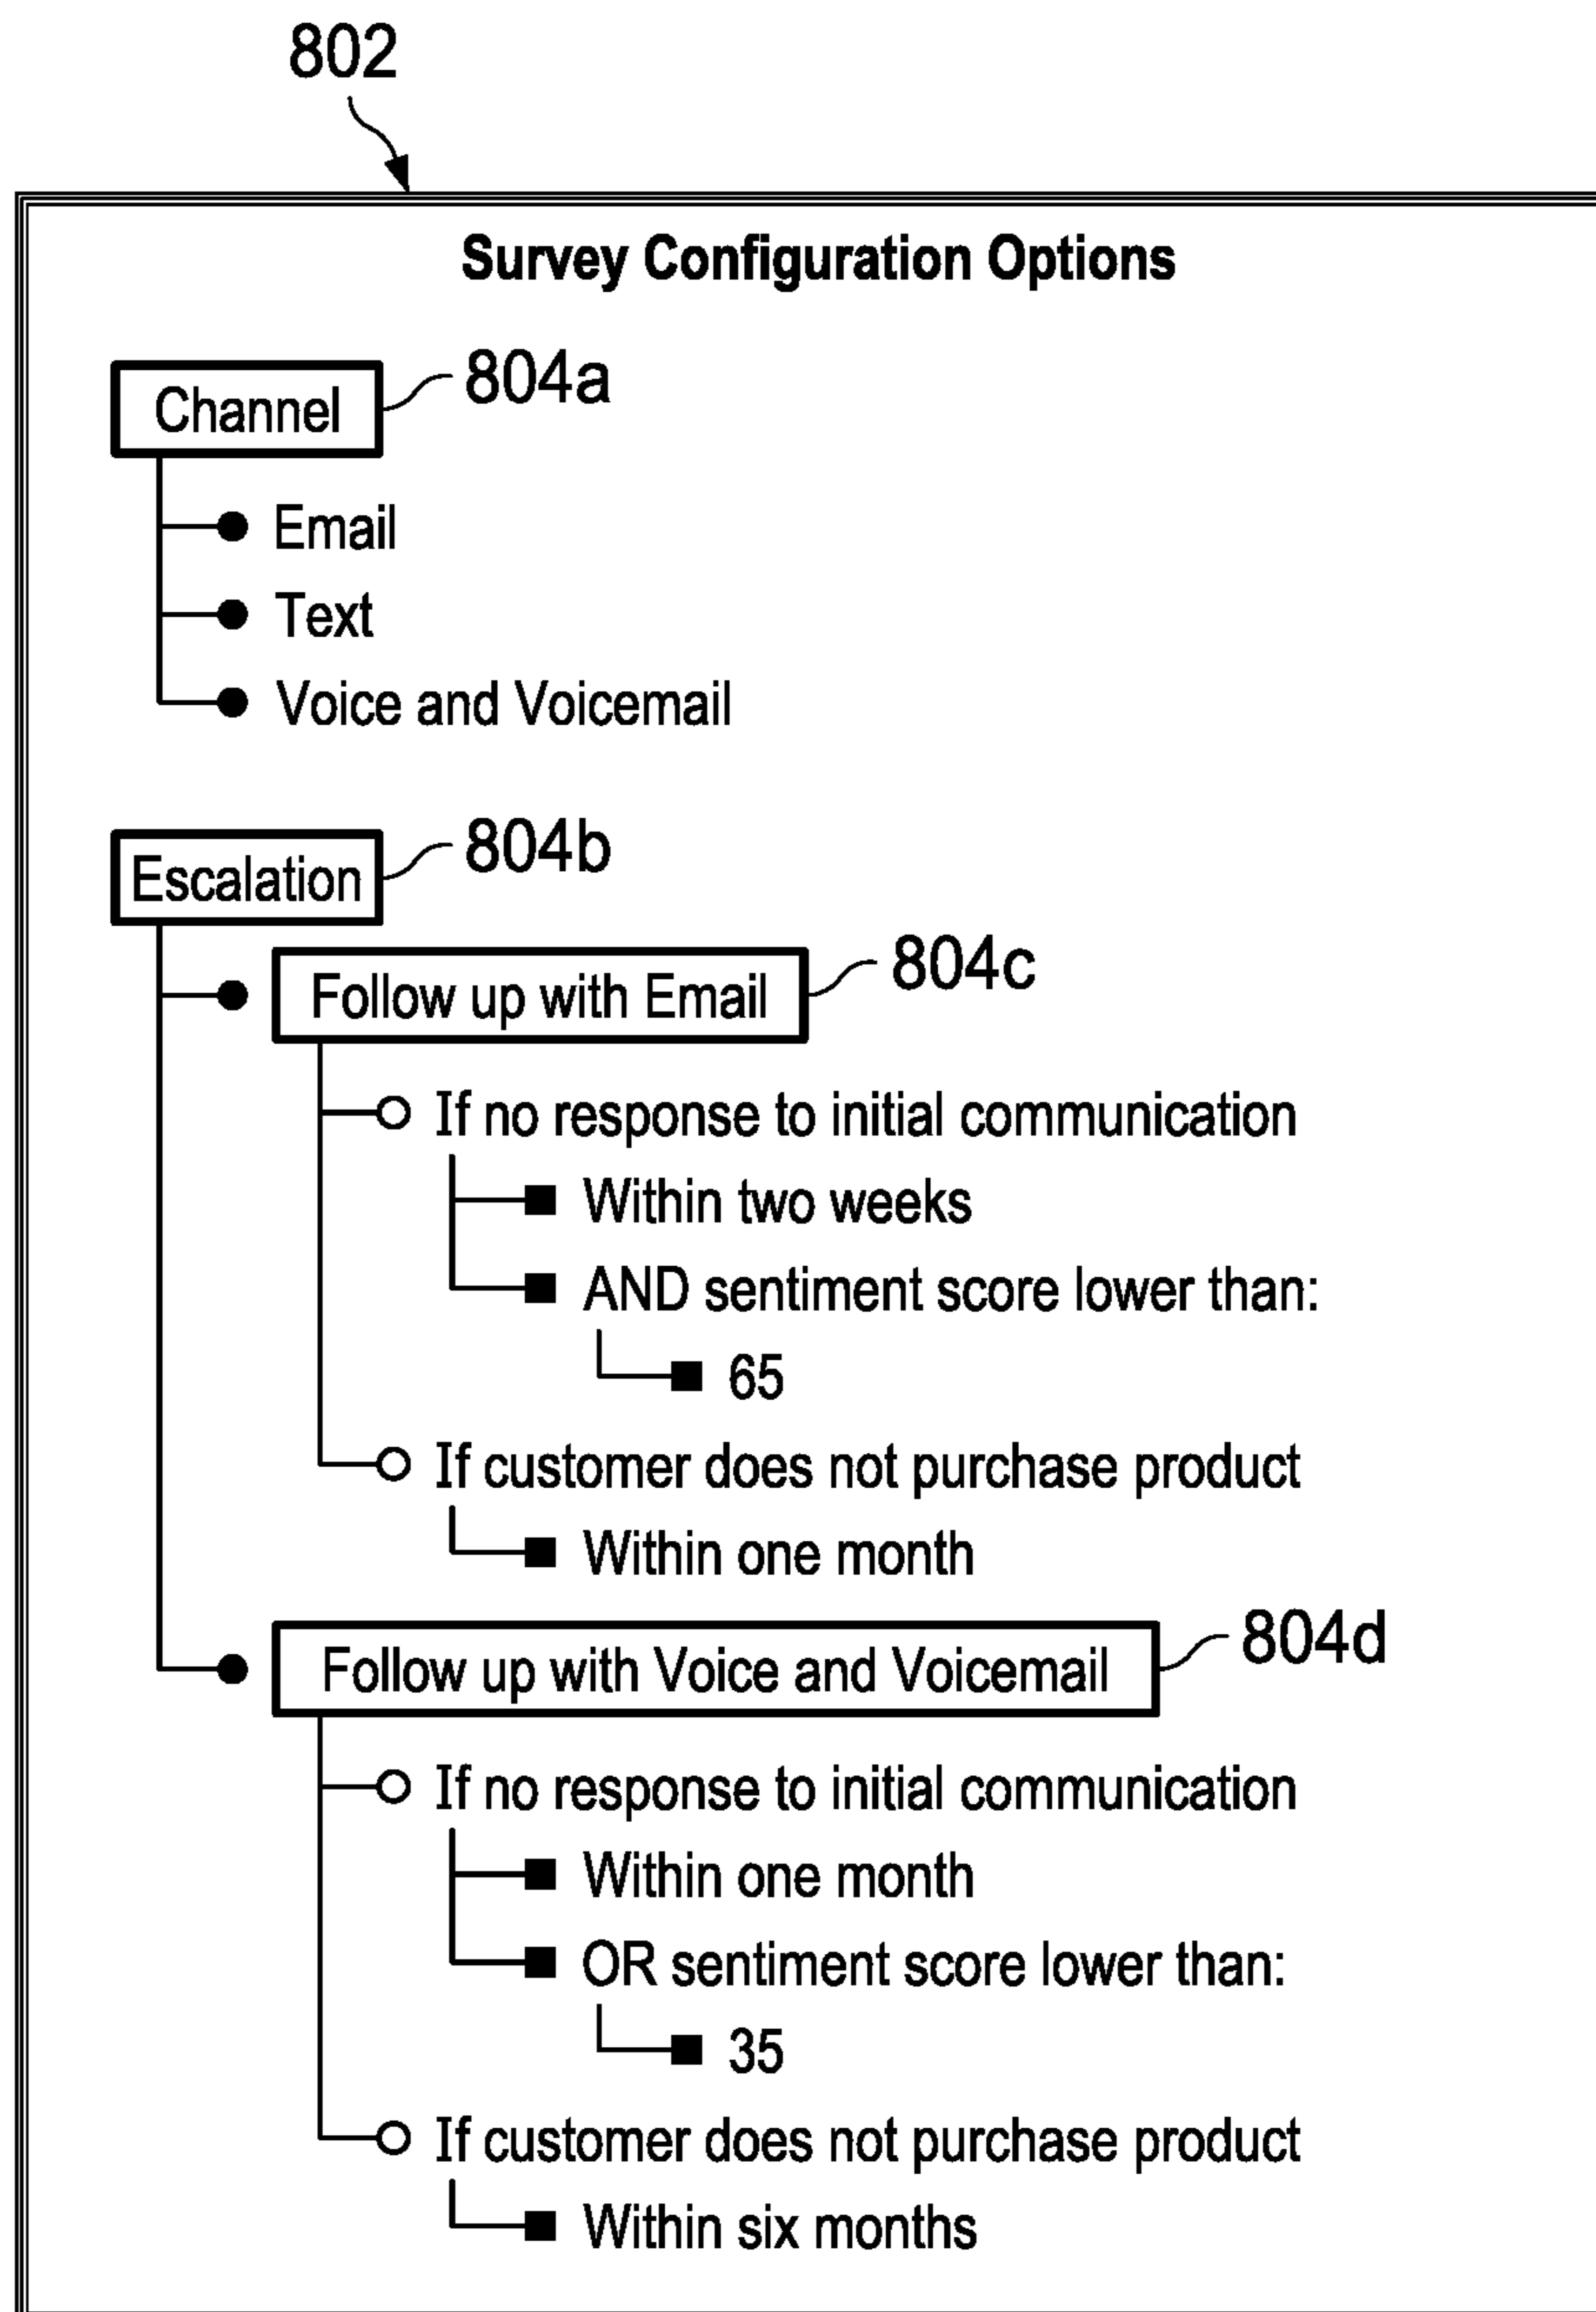 802
Survey Configuration Options
Channel
804a
Email
Text
Voice and Voicemail
Escalation
804b
Follow up with Email
804c
If no response to initial communication
Within two weeks
AND sentiment score lower than:
65
If customer does not purchase product
Within one month
Follow up with Voice and Voicemail
804d
If no response to initial communication
Within one month
OR sentiment score lower than:
35
If customer does not purchase product
Within six months